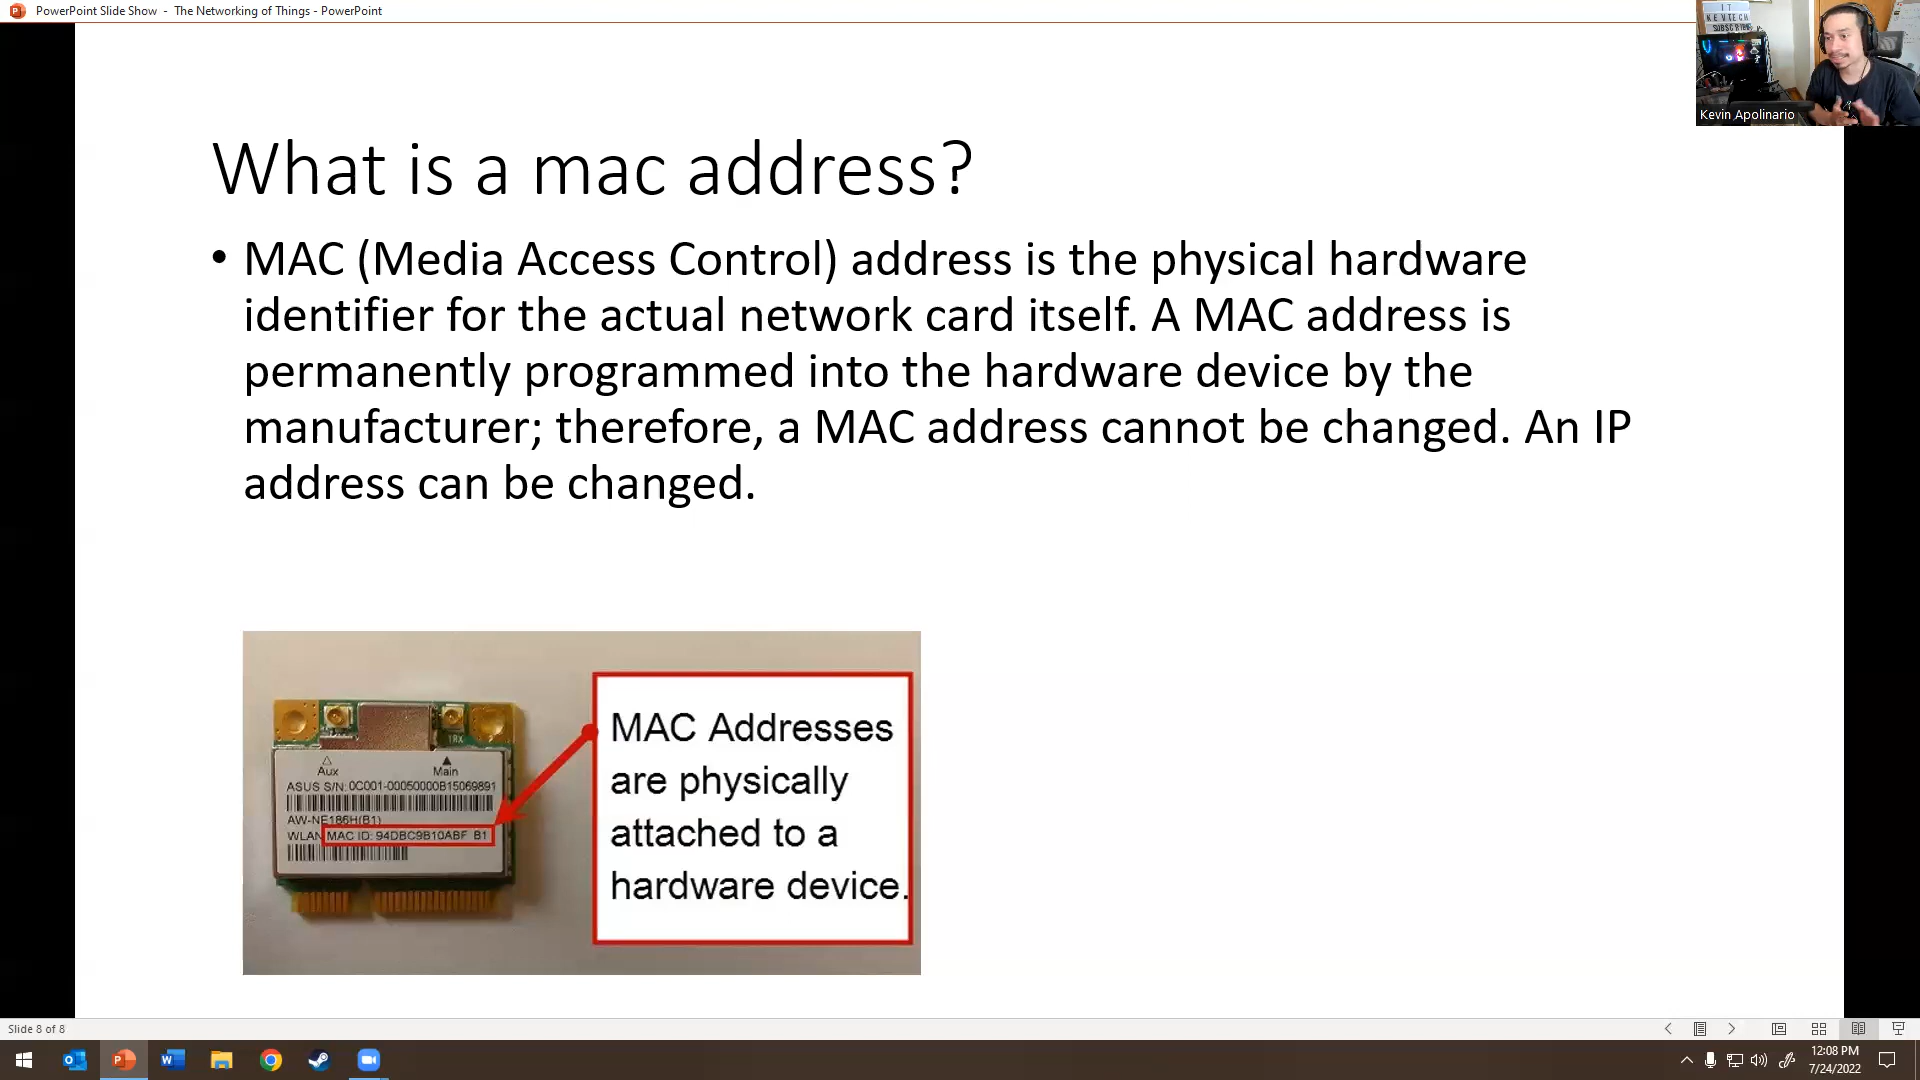 PowerPoint Slide Show - The Networking of Things - PowerPoint
IT
KEVTECH
SUBSCRIBE
Kevin Apolinario
What is a mac address?
• MAC (Media Access Control) address is the physical hardware
identifier for the actual network card itself. A MAC address is
permanently programmed into the hardware device by the
manufacturer; therefore, a MAC address cannot be changed. An IP
address can be changed.
TRX
Aux Main
ASUS S/N: 0C001-00050000B15069891
AW-NE186H(B1)
WLAN MAC ID: 94DBC9B10ABF B1
MAC Addresses
are physically
attached to a
hardware device.
Slide 8 of 8
12:08 PM
7/24/2022